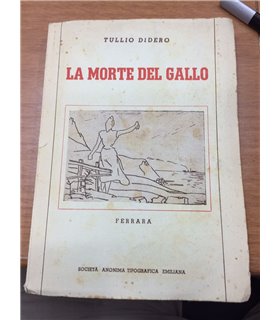 TULLIO DIDERO
LA MORTE DEL GALLO
FERRARA
SOCIETÀ ANONIMA TIPOGRAFICA EMILIANA